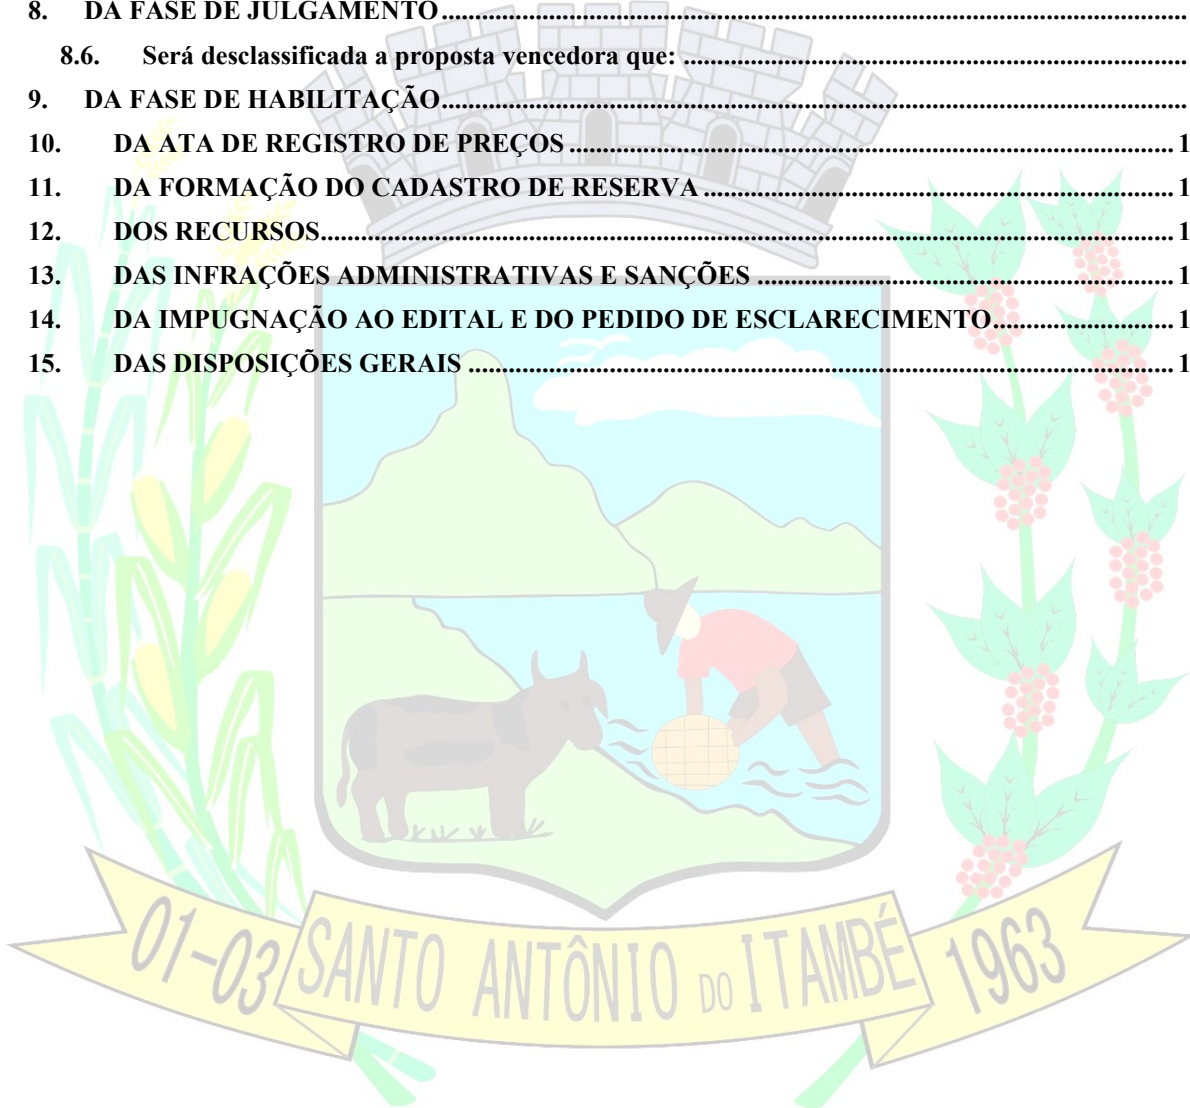 8. DA FASE DE JULGAMENTO................................................................................................................
8.6. Será desclassificada a proposta vencedora que: ...........................................................................
9. DA FASE DE HABILITAÇÃO................................................................................................................
10. DA ATA DE REGISTRO DE PREÇOS ........................................................................................... 1
11. DA FORMAÇÃO DO CADASTRO DE RESERVA ....................................................................... 1
12. DOS RECURSOS............................................................................................................................... 1
13. DAS INFRAÇÕES ADMINISTRATIVAS E SANÇÕES ............................................................... 1
14. DA IMPUGNAÇÃO AO EDITAL E DO PEDIDO DE ESCLARECIMENTO........................... 1
15. DAS DISPOSIÇÕES GERAIS ......................................................................................................... 1
01-03 SANTO ANTÔNIO DO ITAMBÉ 1963